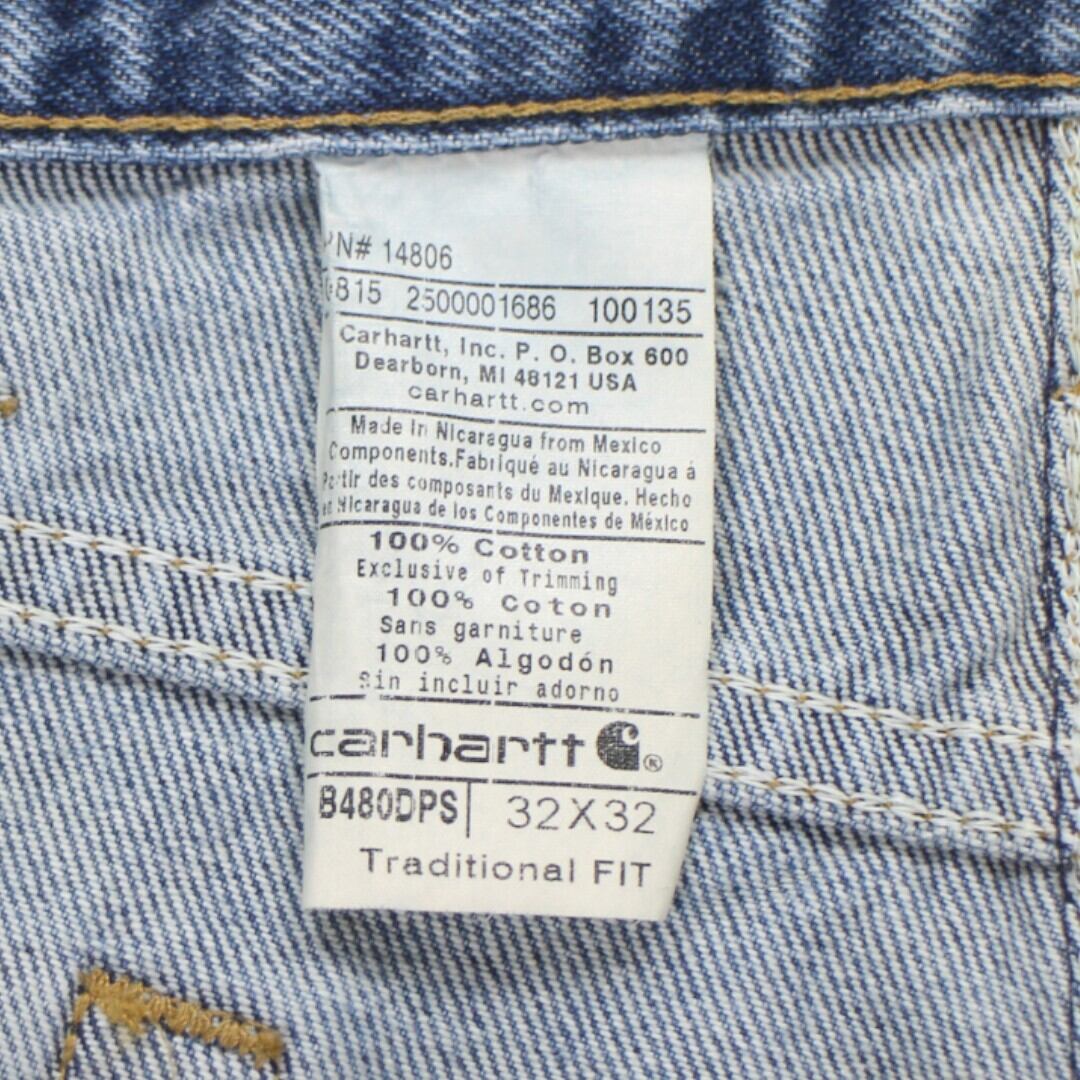 N# 14806
815 2500001686 100135
Carhartt, Inc. P. O. Box 600
Dearborn, MI 48121 USA
carhartt.com
Made in Nicaragua from Mexico
Components.Fabriqué au Nicaragua á
Partir des composants du Mexique. Hecho
en Nicaragua de los Componentes de México
100% Cotton
Exclusive of Trimming
100% Coton
Sans garniture
100% Algodón
Sin incluir adorno
carhartt ®
B480DPS 32X32
Traditional FIT